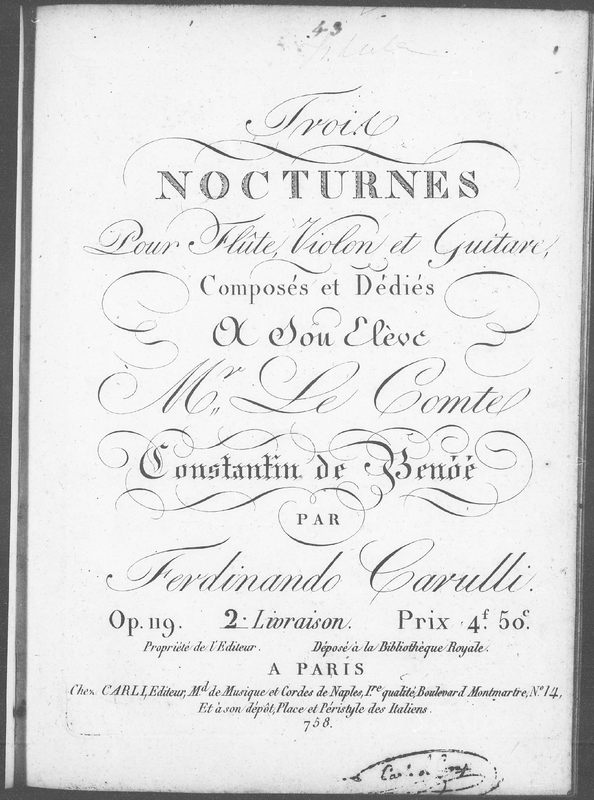 43
Trois
NOCTURNES
Pour Flûte, Violon et Guitare,
Composés et Dédiés
A Son Elève
Mr. Le Comte
Constantin de Benöé
PAR
Ferdinando Carulli.
Op. 119. 2e Livraison. Prix 4f. 50c.
Propriété de l'Editeur. Déposé à la Bibliothèque Royale.
A PARIS
Chez CARLI, Editeur, Md de Musique et Cordes de Naples, 1re qualité, Boulevard Montmartre, No 14,
Et à son dépôt, Place et Péristyle des Italiens.
758.